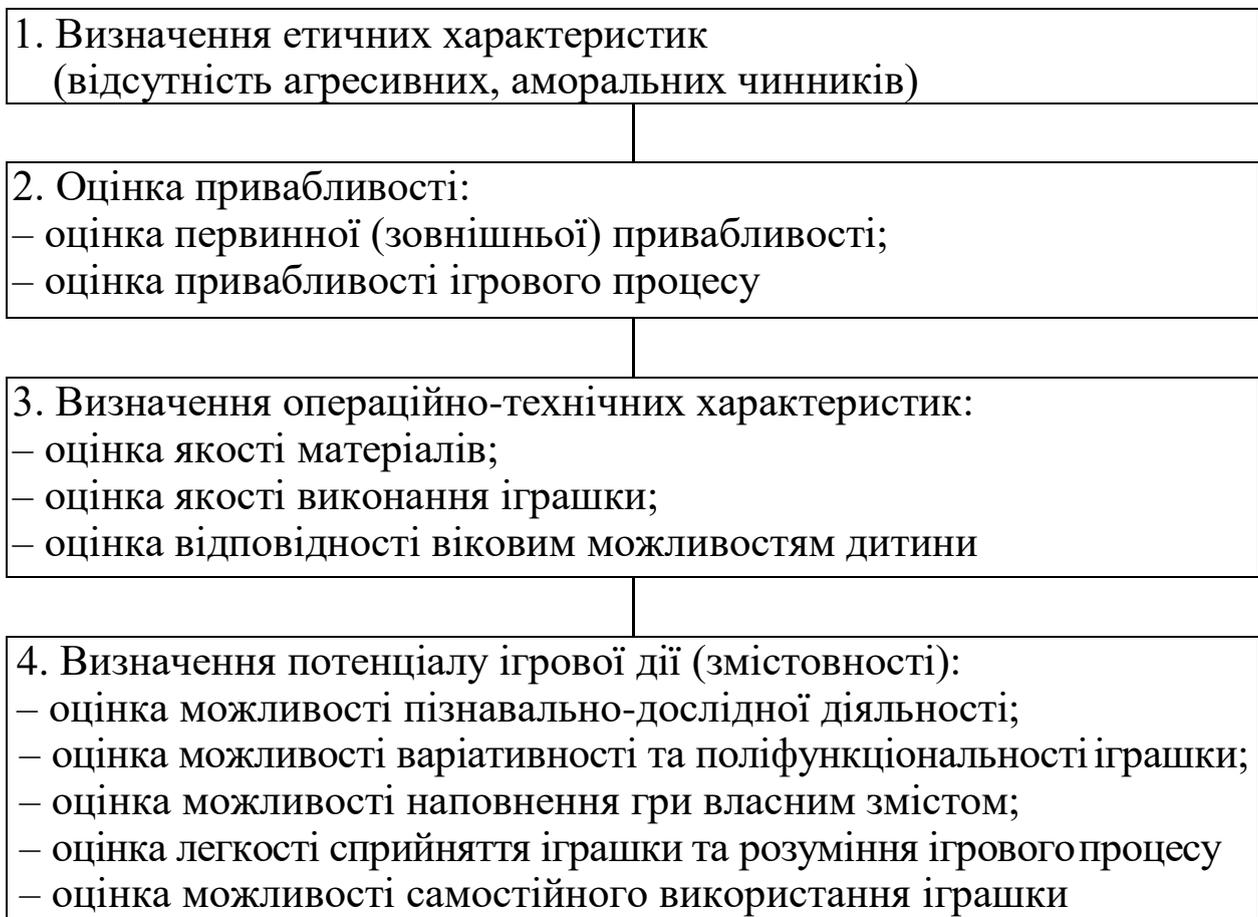 1. Визначення етичних характеристик
(відсутність агресивних, аморальних чинників)
2. Оцінка привабливості:
– оцінка первинної (зовнішньої) привабливості;
– оцінка привабливості ігрового процесу
3. Визначення операційно-технічних характеристик:
– оцінка якості матеріалів;
– оцінка якості виконання іграшки;
– оцінка відповідності віковим можливостям дитини
4. Визначення потенціалу ігрової дії (змістовності):
– оцінка можливості пізнавально-дослідної діяльності;
– оцінка можливості варіативності та поліфункціональності іграшки;
– оцінка можливості наповнення гри власним змістом;
– оцінка легкості сприйняття іграшки та розуміння ігрового процесу
– оцінка можливості самостійного використання іграшки